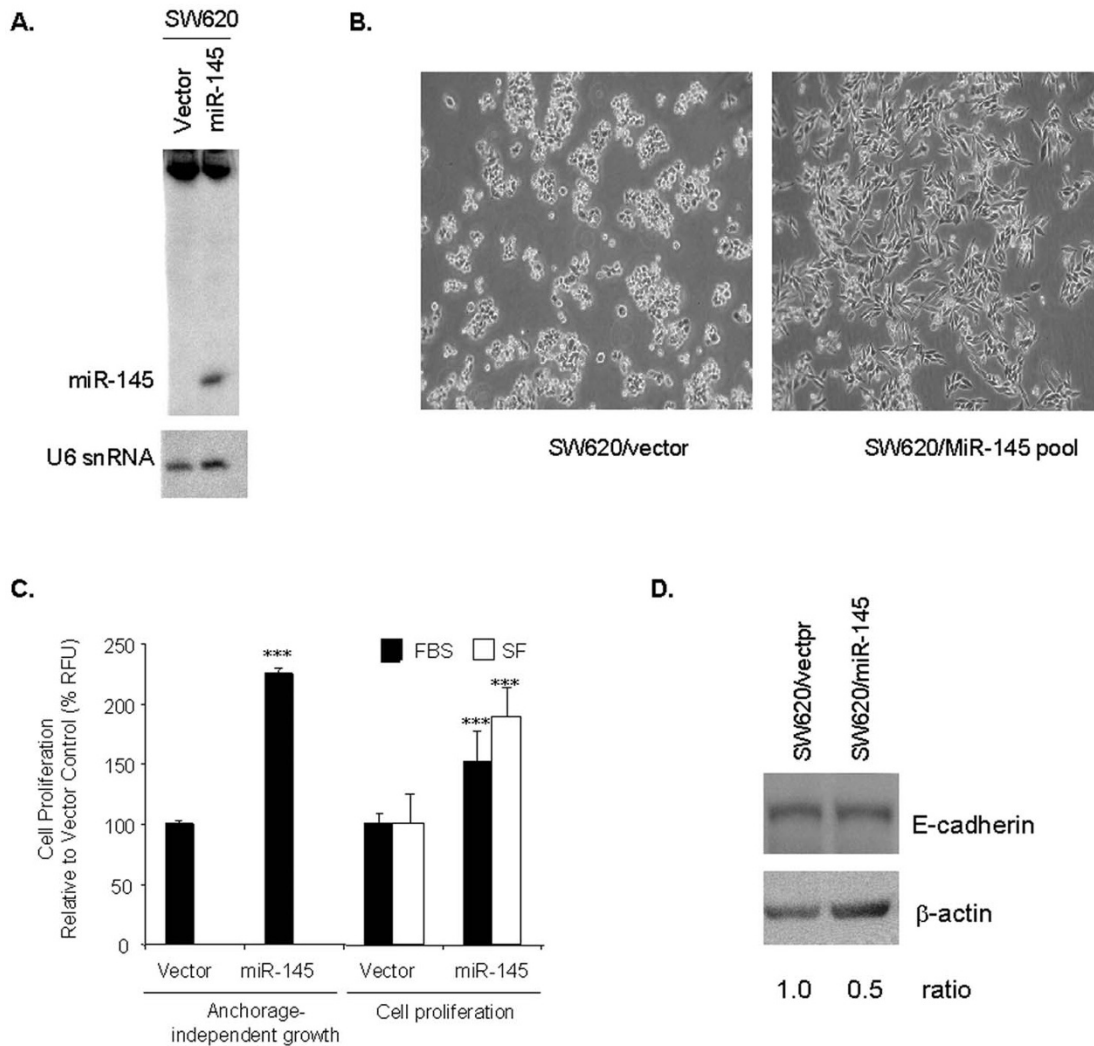 A.
SW620
Vector
miR-145
miR-145
U6 snRNA
B.
SW620/vector
SW620/MiR-145 pool
C.
Cell Proliferation
Relative to Vector Control (% RFU)
250
200
150
100
50
0
***
FBS
SF
***
***
Vector
miR-145
Vector
miR-145
Anchorage-
independent growth
Cell proliferation
D.
SW620/vectpr
SW620/miR-145
E-cadherin
β-actin
1.0
0.5
ratio